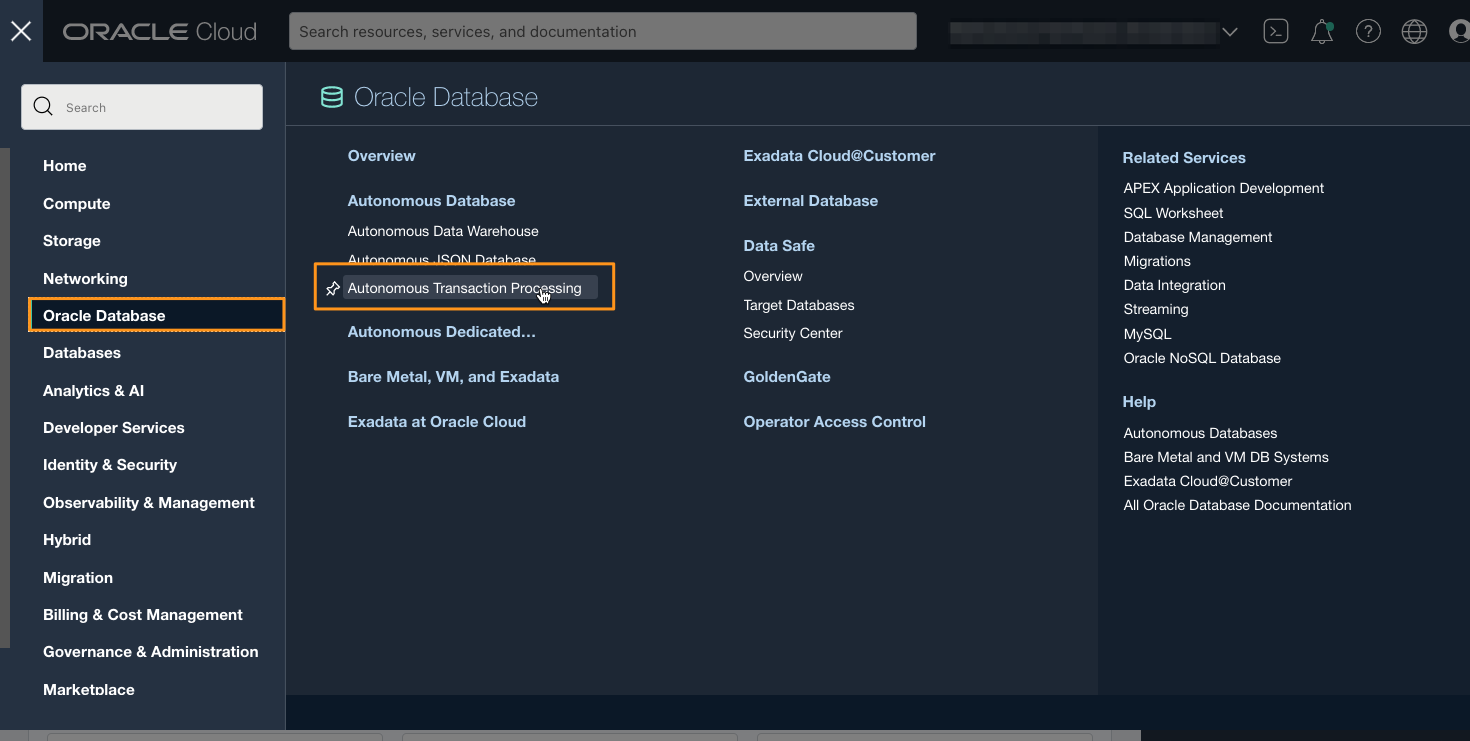 ORACLE Cloud
Search resources, services, and documentation
Search
Home
Compute
Storage
Networking
Oracle Database
Databases
Analytics & AI
Developer Services
Identity & Security
Observability & Management
Hybrid
Migration
Billing & Cost Management
Governance & Administration
Marketplace
Oracle Database
Overview
Autonomous Database
Autonomous Data Warehouse
Autonomous JSON Database
Autonomous Transaction Processing
Autonomous Dedicated...
Bare Metal, VM, and Exadata
Exadata at Oracle Cloud
Exadata Cloud@Customer
External Database
Data Safe
Overview
Target Databases
Security Center
GoldenGate
Operator Access Control
Related Services
APEX Application Development
SQL Worksheet
Database Management
Migrations
Data Integration
Streaming
MySQL
Oracle NoSQL Database
Help
Autonomous Databases
Bare Metal and VM DB Systems
Exadata Cloud@Customer
All Oracle Database Documentation